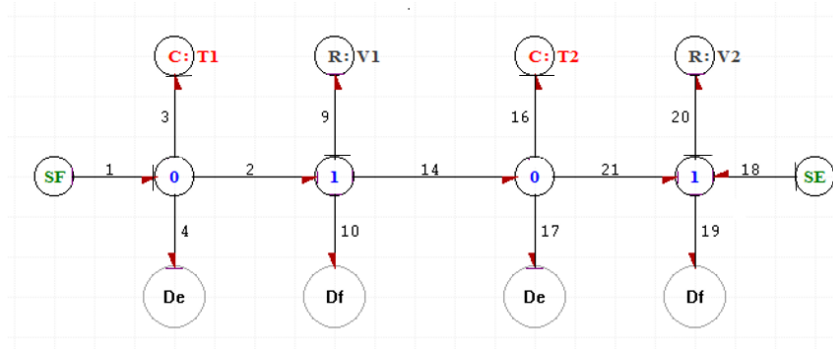 C: T1 R: V1 C: T2 R: V2
3 9 16 20
SF 1 0 2 1 14 0 21 1 18 SE
4 10 17 19
De Df De Df